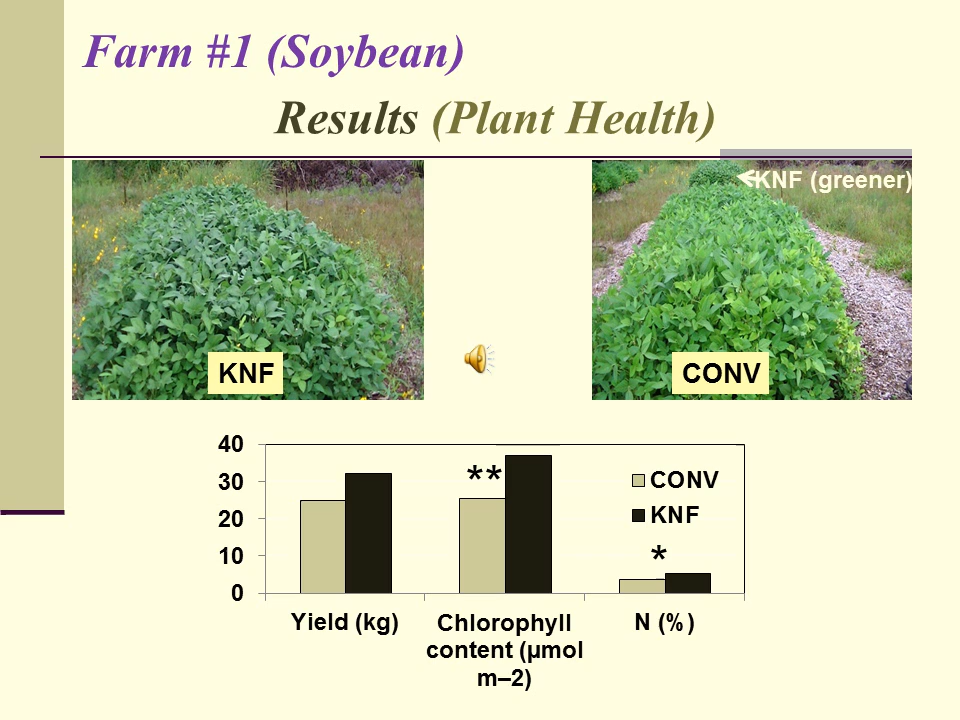 Farm #1 (Soybean)
Results (Plant Health)
KNF (greener)
KNF
CONV
40
30
20
10
0
**
*
CONV
KNF
Yield (kg)
Chlorophyll
content (µmol
m–2)
N (%)